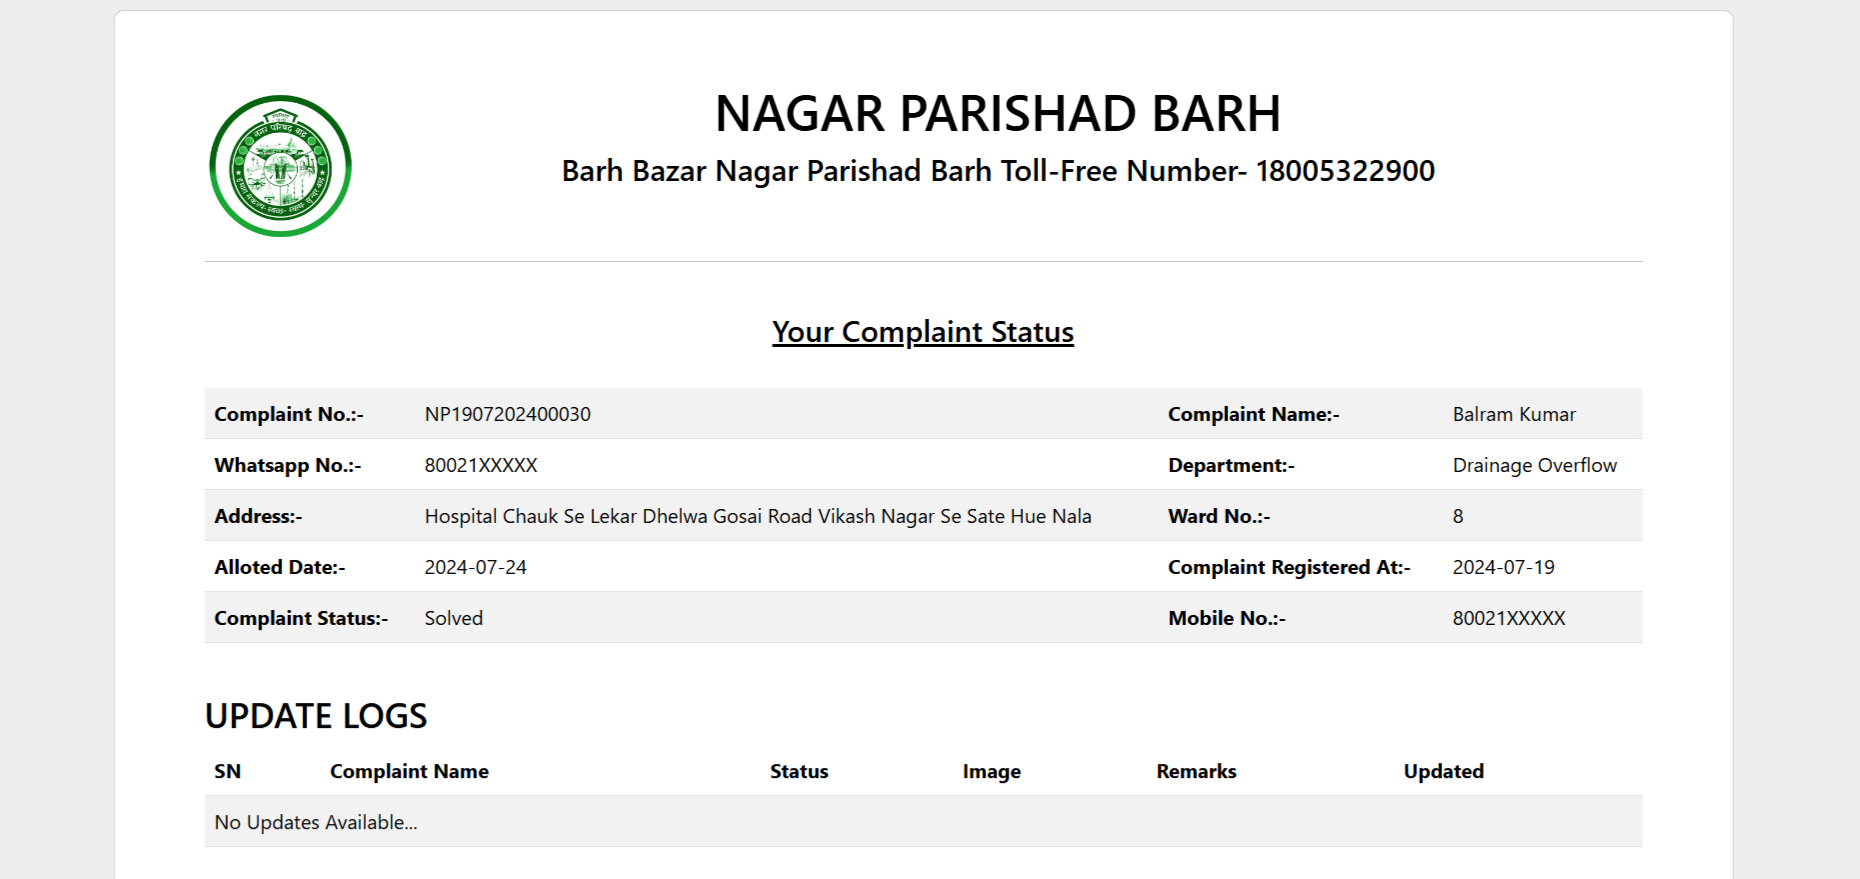 नगर परिषद बाढ़
NAGAR PARISHAD BARH
Barh Bazar Nagar Parishad Barh Toll-Free Number- 18005322900
Your Complaint Status
Complaint No.:- NP1907202400030 Complaint Name:- Balram Kumar
Whatsapp No.:- 80021XXXXX Department:- Drainage Overflow
Address:- Hospital Chauk Se Lekar Dhelwa Gosai Road Vikash Nagar Se Sate Hue Nala Ward No.:- 8
Alloted Date:- 2024-07-24 Complaint Registered At:- 2024-07-19
Complaint Status:- Solved Mobile No.:- 80021XXXXX
UPDATE LOGS
SN Complaint Name Status Image Remarks Updated
No Updates Available...